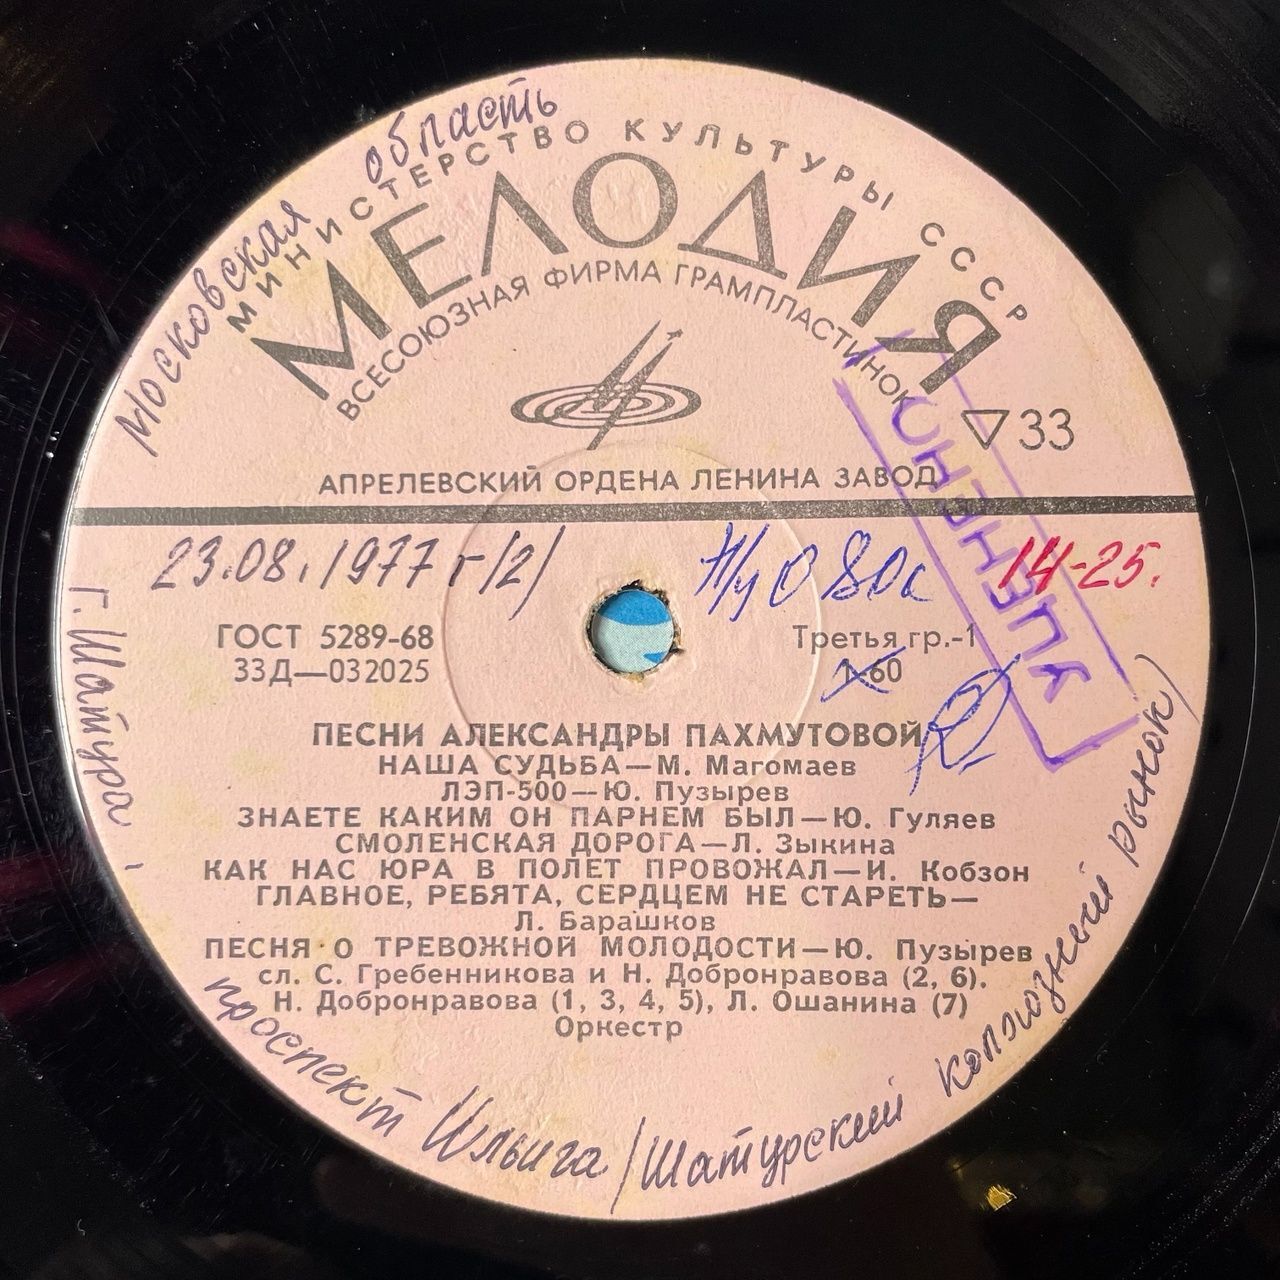 Московская область
МИНИСТЕРСТВО КУЛЬТУРЫ СССР
МЕЛОДИЯ
ВСЕСОЮЗНАЯ ФИРМА ГРАМПЛАСТИНОК
33
АПРЕЛЕВСКИЙ ОРДЕНА ЛЕНИНА ЗАВОД
УЦЕНЕНО
23.08.1977 г/2/
14-25.
ГОСТ 5289-68
Третья гр.-1
33Д—032025
1-60
ПЕСНИ АЛЕКСАНДРЫ ПАХМУТОВОЙ
НАША СУДЬБА—М. Магомаев
ЛЭП-500—Ю. Пузырев
ЗНАЕТЕ КАКИМ ОН ПАРНЕМ БЫЛ—Ю. Гуляев
СМОЛЕНСКАЯ ДОРОГА—Л. Зыкина
КАК НАС ЮРА В ПОЛЕТ ПРОВОЖАЛ—И. Кобзон
ГЛАВНОЕ, РЕБЯТА, СЕРДЦЕМ НЕ СТАРЕТЬ—
Л. Барашков
ПЕСНЯ О ТРЕВОЖНОЙ МОЛОДОСТИ—Ю. Пузырев
сл. С. Гребенникова и Н. Добронравова (2, 6).
Н. Добронравова (1, 3, 4, 5), Л. Ошанина (7)
Оркестр
г. Шатура,
проспект Ильича /Шатурский колхозный рынок/